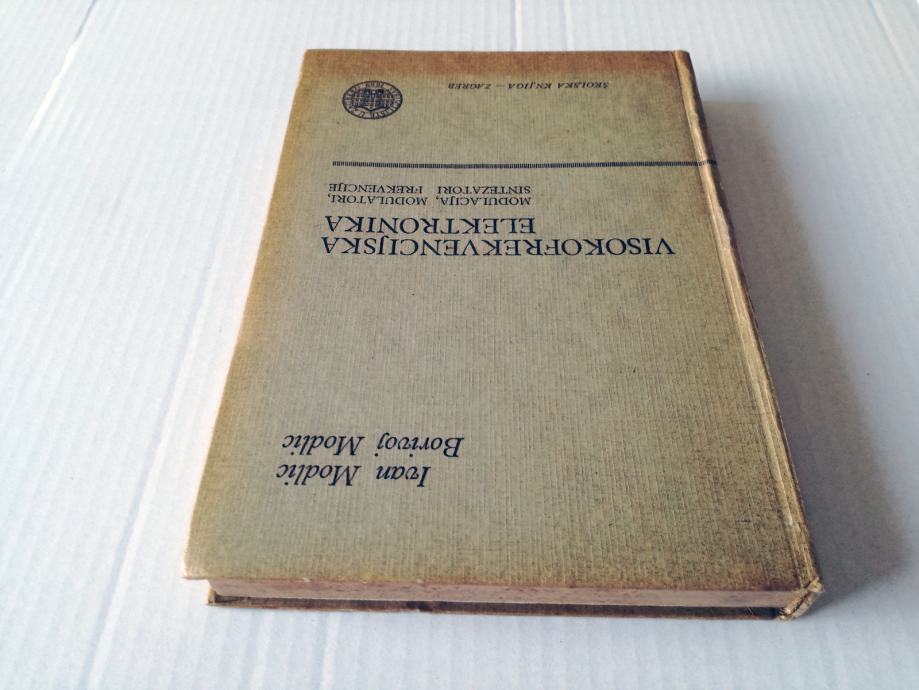 Ivan Modlic
Borivoj Modlic
VISOKOFREKVENCIJSKA
ELEKTRONIKA
MODULACIJA, MODULATORI,
SINTEZATORI FREKVENCIJE
ŠKOLSKA KNJIGA – ZAGREB